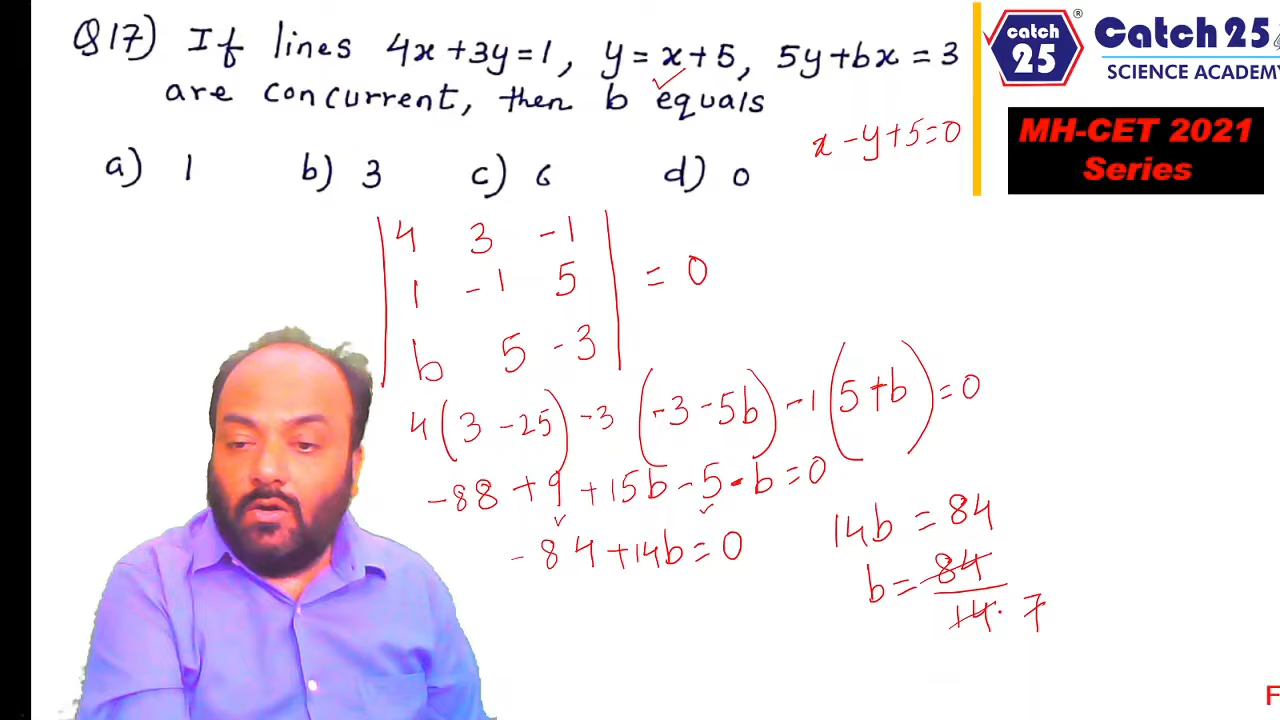 Q17) If lines 4x+3y=1, y=x+5, 5y+bx=3
are concurrent, then b equals
a) 1 b) 3 c) 6 d) 0
catch
25
®
Catch 25
SCIENCE ACADEMY
MH-CET 2021
Series
x-y+5=0
4 3 -1
1 -1 5 = 0
b 5 -3
4(3-25)-3(-3-5b)-1(5+b)=0
-88+9+15b-5-b=0
-84+14b=0
14b=84
b=84
14. 7
F